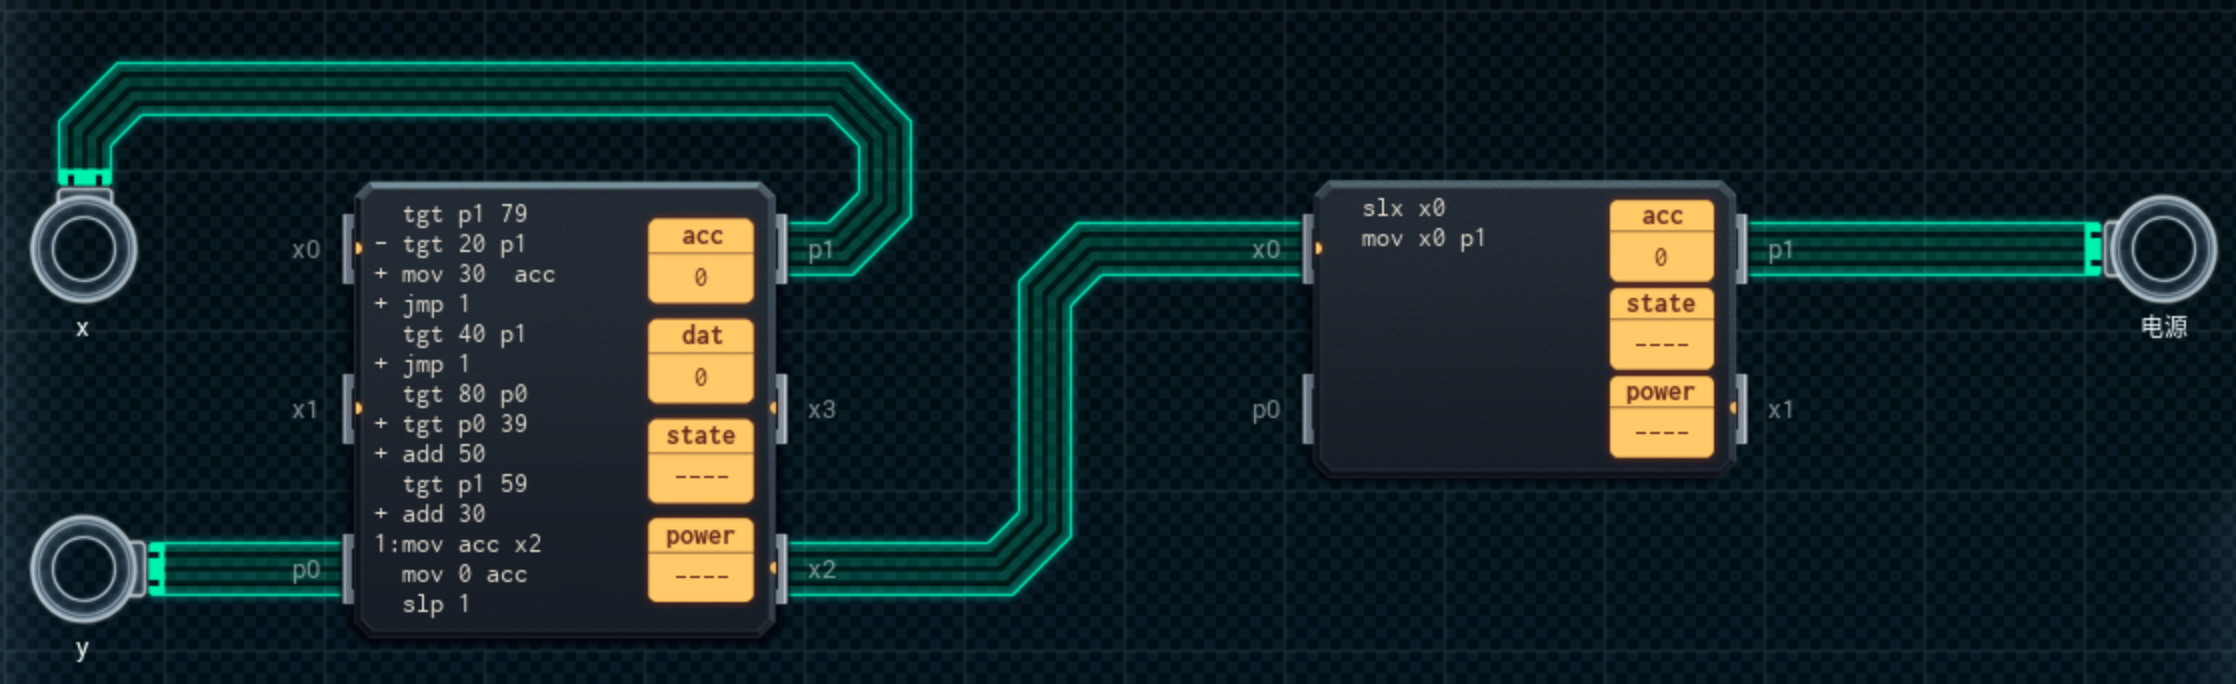 x
y
x0
x1
p0
tgt p1 79
- tgt 20 p1
+ mov 30  acc
+ jmp 1
tgt 40 p1
+ jmp 1
tgt 80 p0
+ tgt p0 39
+ add 50
tgt p1 59
+ add 30
1:mov acc x2
mov 0 acc
slp 1
acc
0
dat
0
state
----
power
----
p1
x3
x2
x0
p0
slx x0
mov x0 p1
acc
0
state
----
power
----
p1
x1
电源